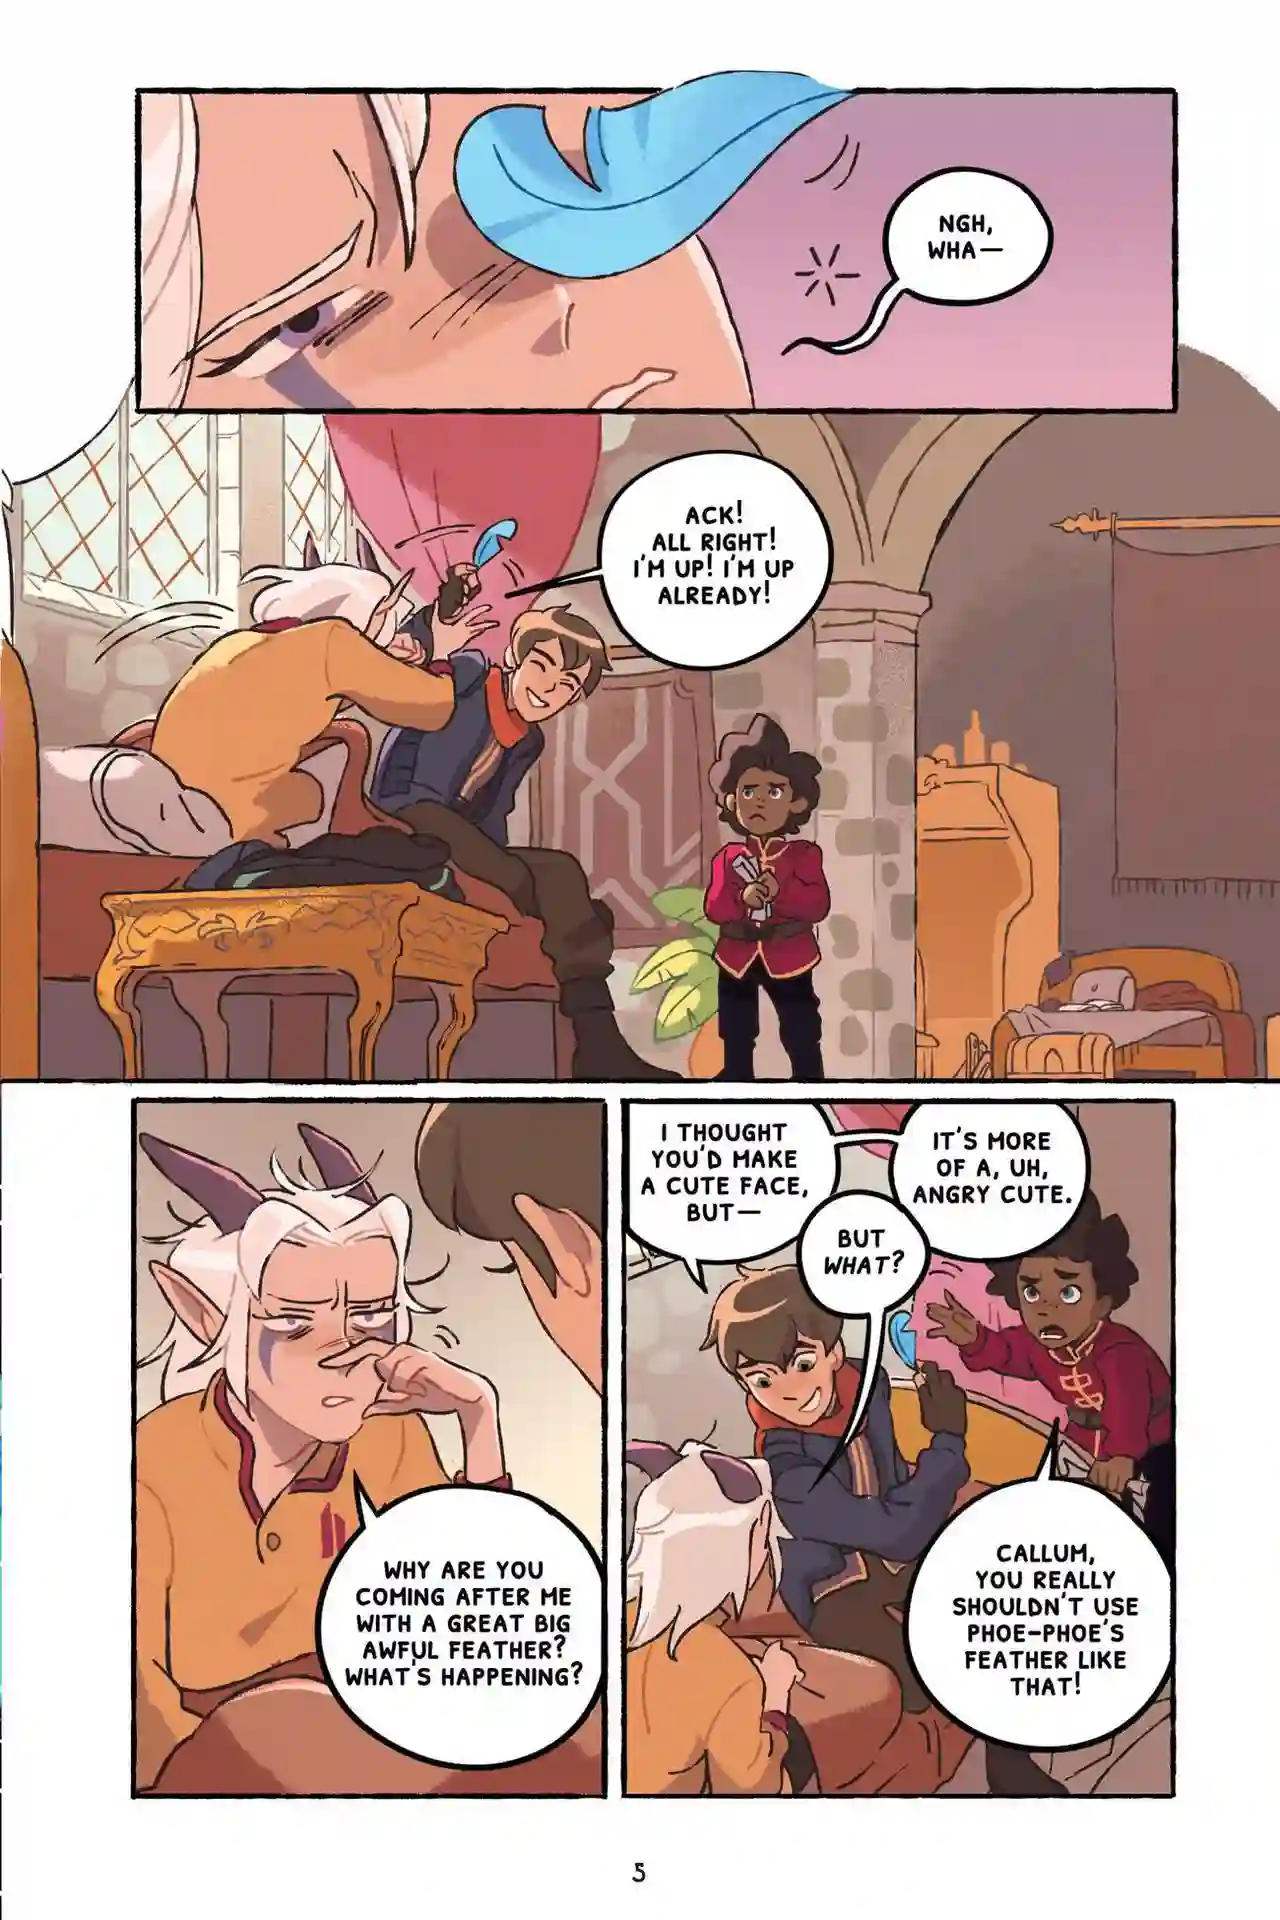 NGH,
WHA—
ACK!
ALL RIGHT!
I'M UP! I'M UP
ALREADY!
WHY ARE YOU
COMING AFTER ME
WITH A GREAT BIG
AWFUL FEATHER?
WHAT'S HAPPENING?
I THOUGHT
YOU'D MAKE
A CUTE FACE,
BUT—
BUT
WHAT?
IT'S MORE
OF A, UH,
ANGRY CUTE.
CALLUM,
YOU REALLY
SHOULDN'T USE
PHOE-PHOE'S
FEATHER LIKE
THAT!
5